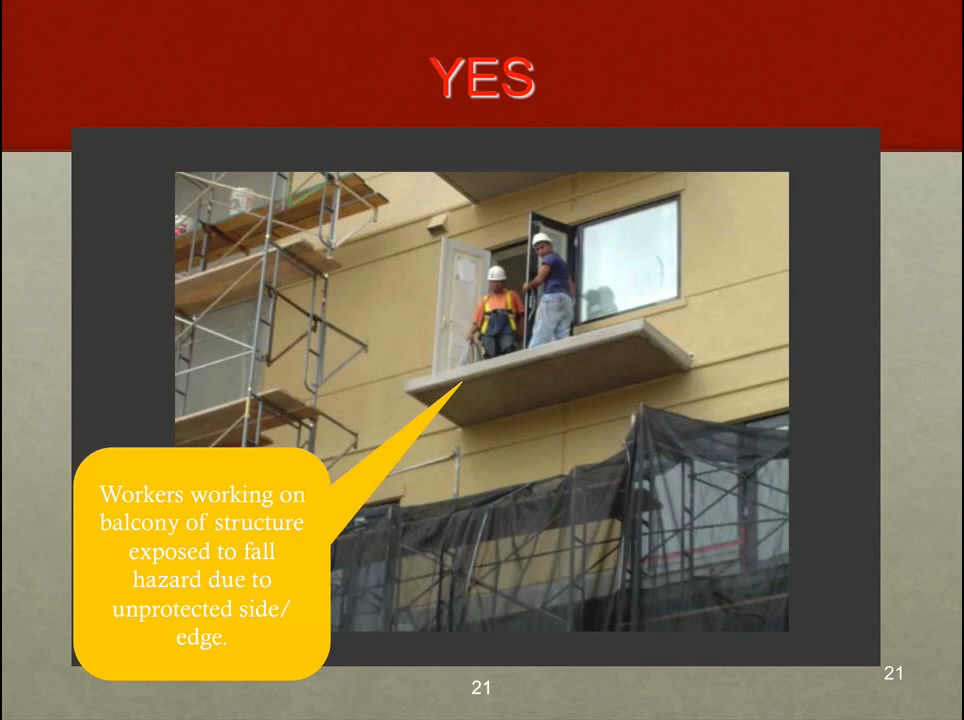 YES
Workers working on
balcony of structure
exposed to fall
hazard due to
unprotected side/
edge.
21
21